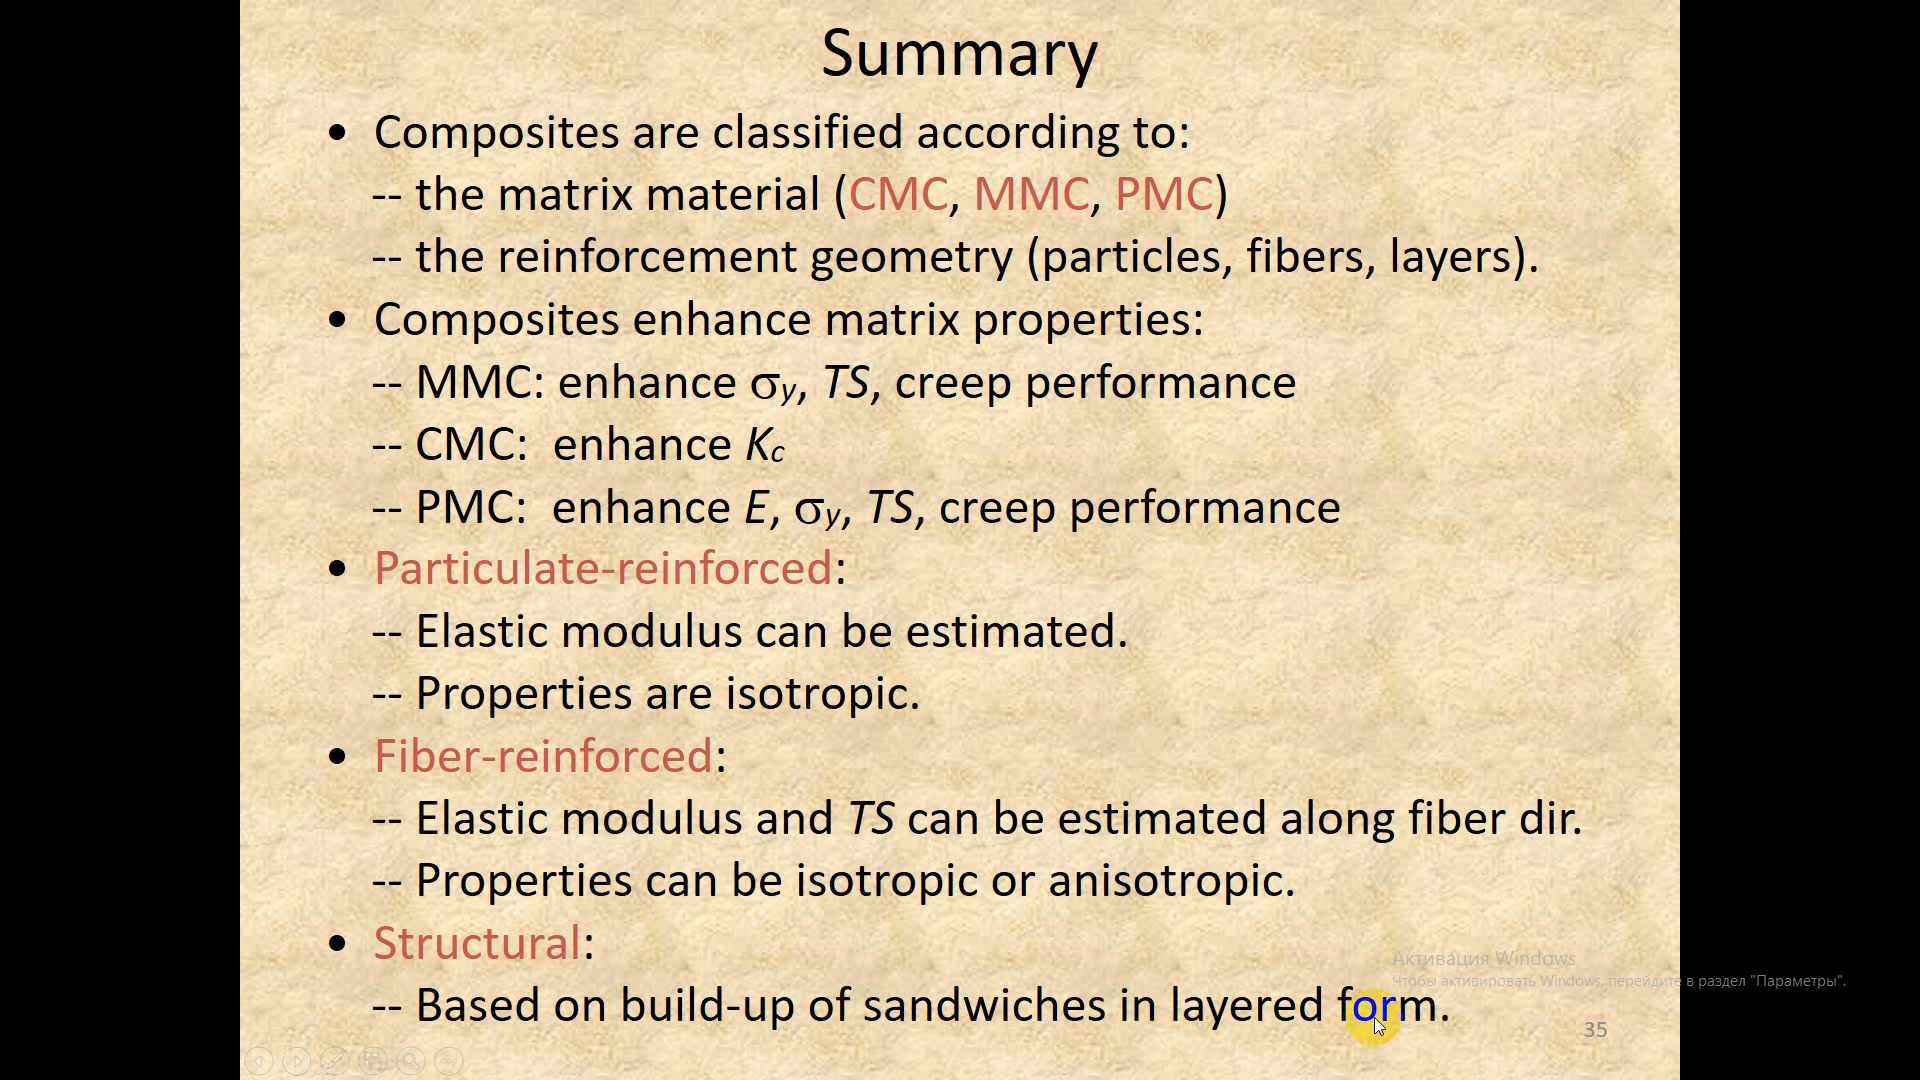 Summary
• Composites are classified according to:
-- the matrix material (CMC, MMC, PMC)
-- the reinforcement geometry (particles, fibers, layers).
• Composites enhance matrix properties:
-- MMC: enhance σy, TS, creep performance
-- CMC:  enhance Kc
-- PMC:  enhance E, σy, TS, creep performance
• Particulate-reinforced:
-- Elastic modulus can be estimated.
-- Properties are isotropic.
• Fiber-reinforced:
-- Elastic modulus and TS can be estimated along fiber dir.
-- Properties can be isotropic or anisotropic.
• Structural:
-- Based on build-up of sandwiches in layered form.
Активация Windows
Чтобы активировать Windows, перейдите в раздел "Параметры".
35